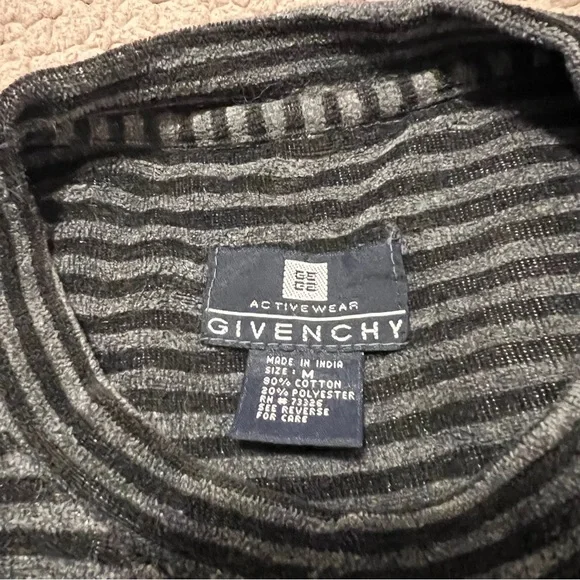 ACTIVEWEAR
GIVENCHY
MADE IN INDIA
SIZE : M
80% COTTON
20% POLYESTER
RN # 73326
SEE REVERSE
FOR CARE